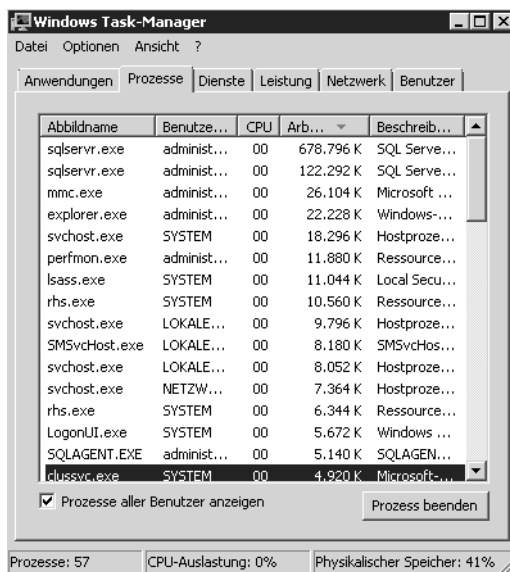 Windows Task-Manager
Datei Optionen Ansicht ?
Anwendungen Prozesse Dienste Leistung Netzwerk Benutzer
Abbildname Benutze... CPU Arb... Beschreib...
sqlservr.exe administ... 00 678.796 K SQL Serve...
sqlservr.exe administ... 00 122.292 K SQL Serve...
mmc.exe administ... 00 26.104 K Microsoft ...
explorer.exe administ... 00 22.228 K Windows-...
svchost.exe SYSTEM 00 18.296 K Hostproze...
perfmon.exe administ... 00 11.880 K Ressource...
lsass.exe SYSTEM 00 11.044 K Local Secu...
rhs.exe SYSTEM 00 10.560 K Ressource...
svchost.exe LOKALE... 00 9.796 K Hostproze...
SMSvcHost.exe LOKALE... 00 8.180 K SMSvcHos...
svchost.exe LOKALE... 00 8.052 K Hostproze...
svchost.exe NETZW... 00 7.364 K Hostproze...
rhs.exe SYSTEM 00 6.344 K Ressource...
LogonUI.exe SYSTEM 00 5.672 K Windows ...
SQLAGENT.EXE administ... 00 5.140 K SQLAGEN...
clussvc.exe SYSTEM 00 4.920 K Microsoft-...
Prozesse aller Benutzer anzeigen Prozess beenden
Prozesse: 57 CPU-Auslastung: 0% Physikalischer Speicher: 41%